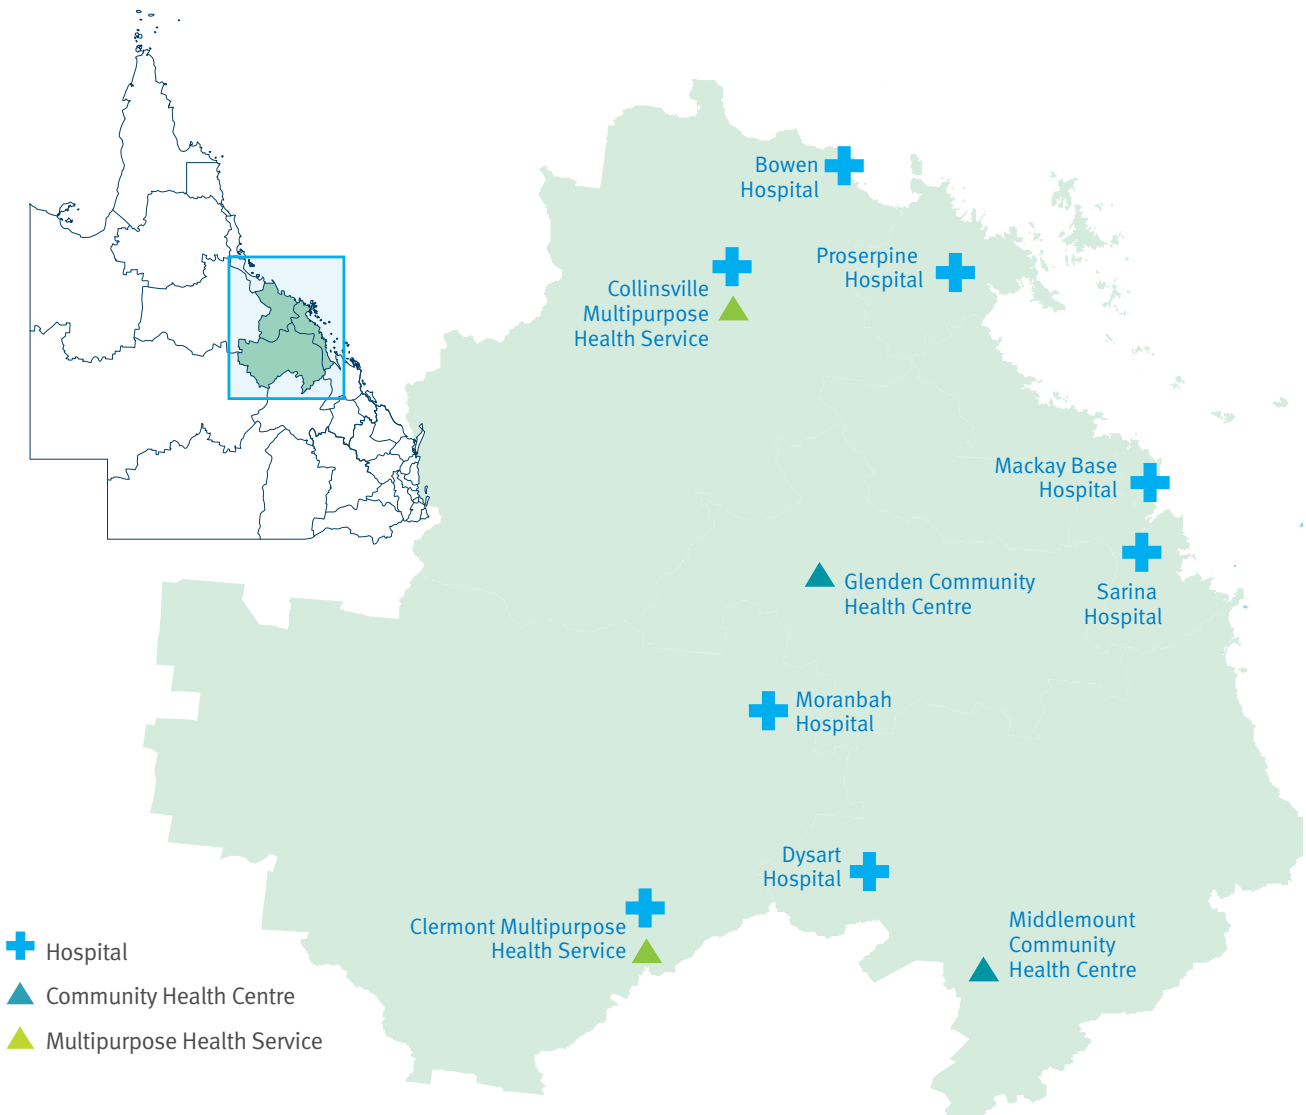 Bowen
Hospital
Proserpine
Hospital
Collinsville
Multipurpose
Health Service
Mackay Base
Hospital
Glenden Community
Health Centre
Sarina
Hospital
Moranbah
Hospital
Dysart
Hospital
Clermont Multipurpose
Health Service
Middlemount
Community
Health Centre
Hospital
Community Health Centre
Multipurpose Health Service